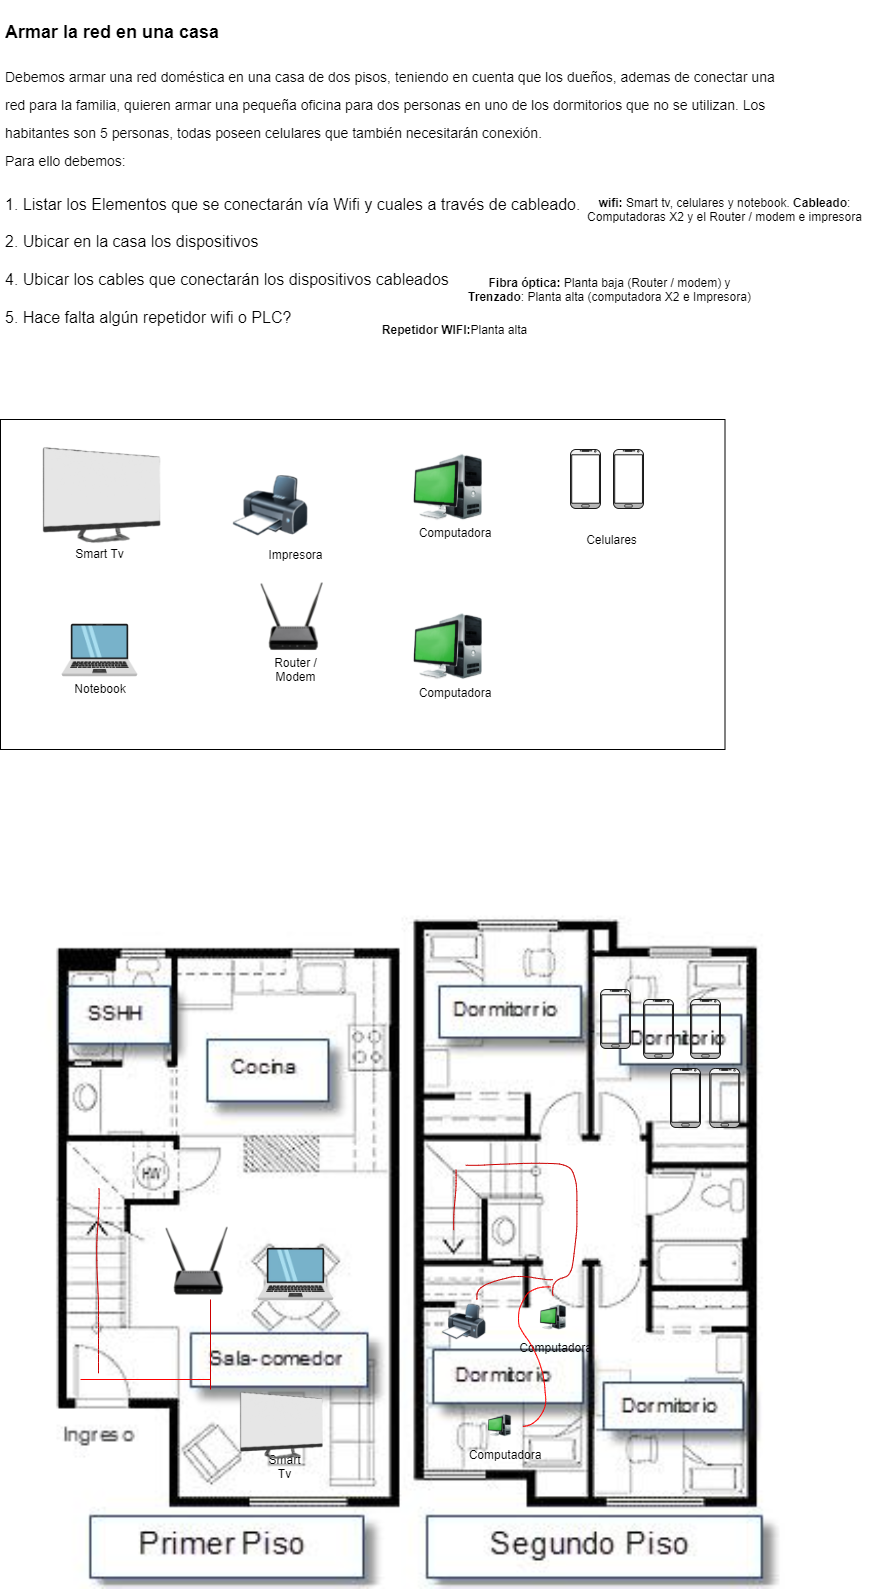 Armar la red en una casa
Debemos armar una red doméstica en una casa de dos pisos, teniendo en cuenta que los dueños, ademas de conectar una
red para la familia, quieren armar una pequeña oficina para dos personas en uno de los dormitorios que no se utilizan. Los
habitantes son 5 personas, todas poseen celulares que también necesitarán conexión.
Para ello debemos:
1. Listar los Elementos que se conectarán vía Wifi y cuales a través de cableado.
wifi: Smart tv, celulares y notebook. Cableado:
Computadoras X2 y el Router / modem e impresora
2. Ubicar en la casa los dispositivos
4. Ubicar los cables que conectarán los dispositivos cableados
Fibra óptica: Planta baja (Router / modem) y
Trenzado: Planta alta (computadora X2 e Impresora)
5. Hace falta algún repetidor wifi o PLC?
Repetidor WIFI:Planta alta
Smart Tv
Impresora
Computadora
Celulares
Notebook
Router /
Modem
Computadora
SSHH
Cocina
HW
Sala-comedor
Ingreso
Smart
Tv
Primer Piso
Dormitorrio
Dormitorio
Computadora
Dormitorio
Dormitorio
Computadora
Segundo Piso